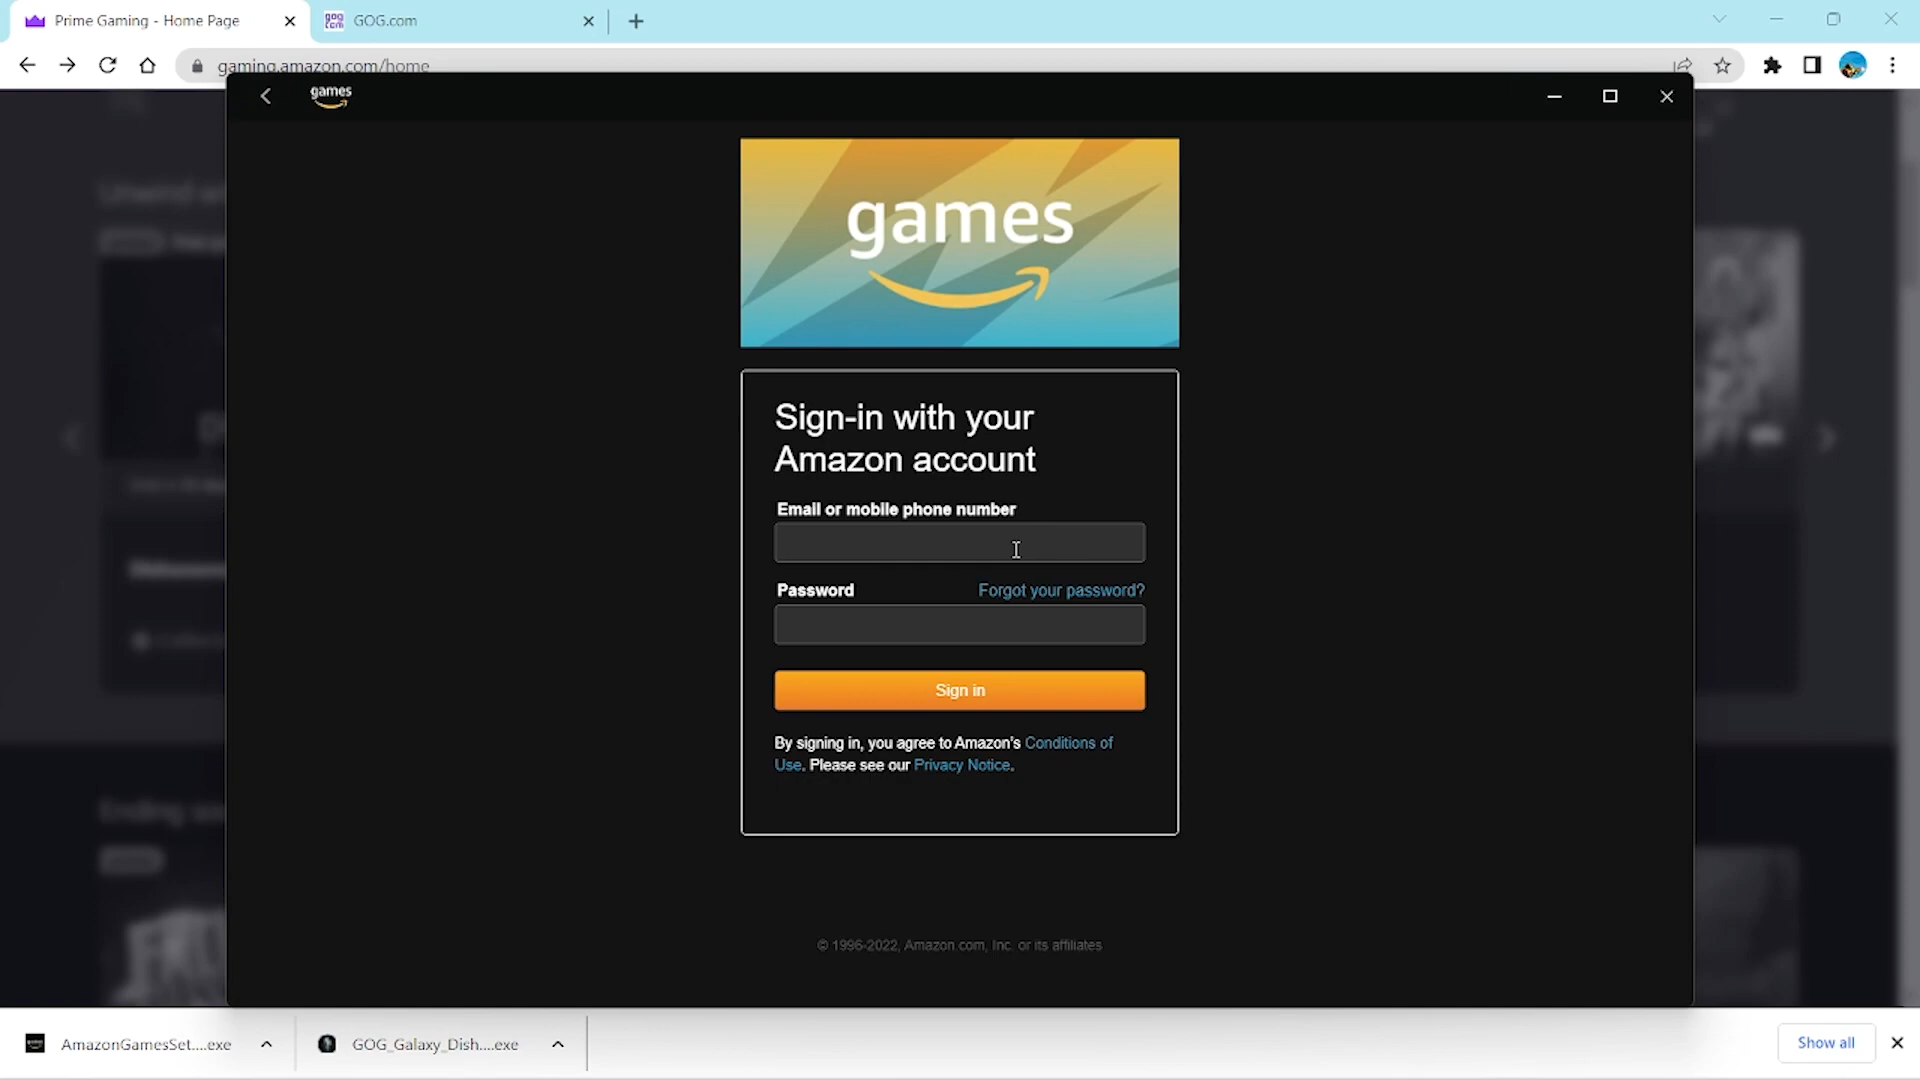 Prime Gaming - Home Page
GOG.com
gaming.amazon.com/home
games
games
Sign-in with your
Amazon account
Email or mobile phone number
Password
Forgot your password?
Sign in
By signing in, you agree to Amazon's Conditions of
Use. Please see our Privacy Notice.
© 1996-2022, Amazon.com, Inc. or its affiliates
Unwind
Ending
AmazonGamesSet....exe
GOG_Galaxy_Dish....exe
Show all